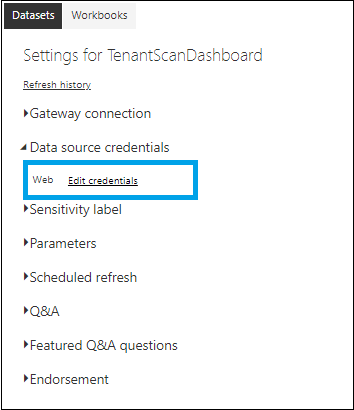 Datasets Workbooks
Settings for TenantScanDashboard
Refresh history
Gateway connection
Data source credentials
Web Edit credentials
Sensitivity label
Parameters
Scheduled refresh
Q&A
Featured Q&A questions
Endorsement